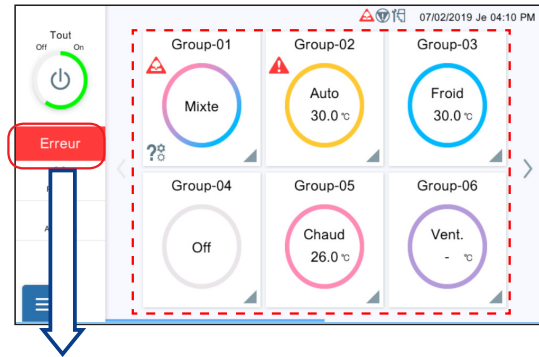 Tout
Off On
07/02/2019 Je 04:10 PM
Erreur
Group-01
Mixte
Group-02
Auto
30.0 °C
Group-03
Froid
30.0 °C
Group-04
Off
Group-05
Chaud
26.0 °C
Group-06
Vent.
- °C